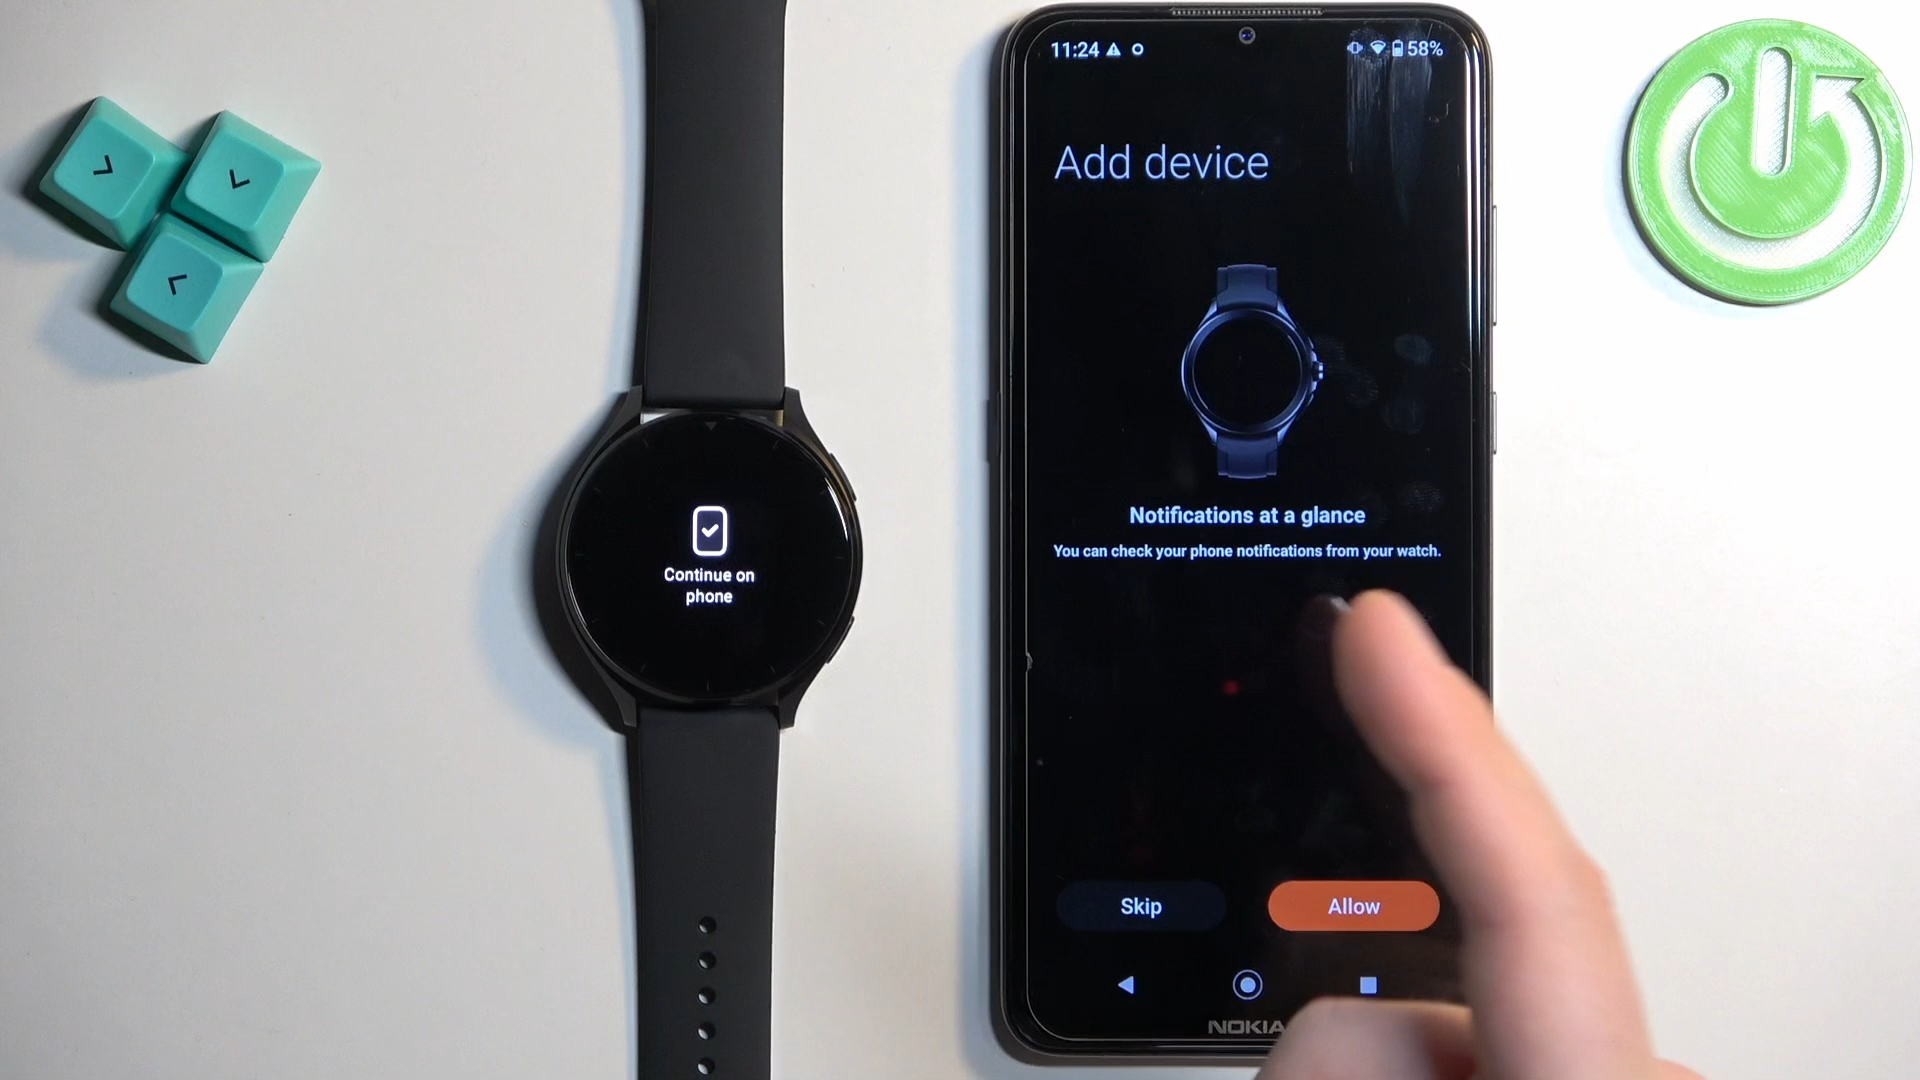 11:24
58%
Add device
Notifications at a glance
You can check your phone notifications from your watch.
Continue on
phone
Skip
Allow
NOKIA